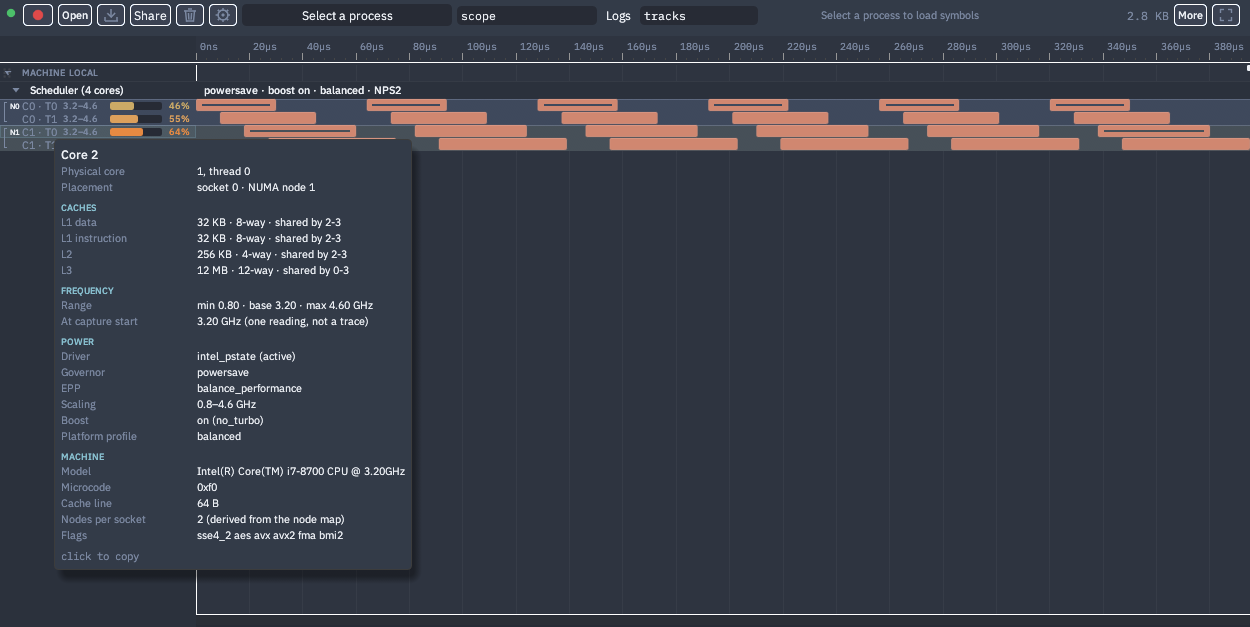 Open Share Select a process scope Logs tracks Select a process to load symbols 2.8 KB More
0ns 20µs 40µs 60µs 80µs 100µs 120µs 140µs 160µs 180µs 200µs 220µs 240µs 260µs 280µs 300µs 320µs 340µs 360µs 380µs
MACHINE LOCAL
Scheduler (4 cores) powersave · boost on · balanced · NPS2
N0 C0 · T0 3.2–4.6 46%
C0 · T1 3.2–4.6 55%
N1 C1 · T0 3.2–4.6 64%
C1 · T1
Core 2
Physical core 1, thread 0
Placement socket 0 · NUMA node 1
CACHES
L1 data 32 KB · 8-way · shared by 2-3
L1 instruction 32 KB · 8-way · shared by 2-3
L2 256 KB · 4-way · shared by 2-3
L3 12 MB · 12-way · shared by 0-3
FREQUENCY
Range min 0.80 · base 3.20 · max 4.60 GHz
At capture start 3.20 GHz (one reading, not a trace)
POWER
Driver intel_pstate (active)
Governor powersave
EPP balance_performance
Scaling 0.8–4.6 GHz
Boost on (no_turbo)
Platform profile balanced
MACHINE
Model Intel(R) Core(TM) i7-8700 CPU @ 3.20GHz
Microcode 0xf0
Cache line 64 B
Nodes per socket 2 (derived from the node map)
Flags sse4_2 aes avx avx2 fma bmi2
click to copy